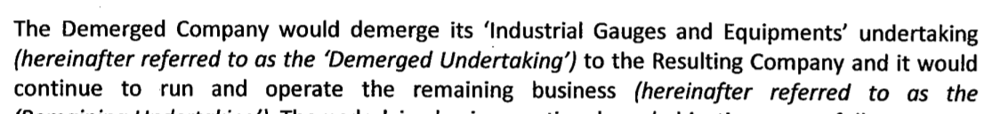 The Demerged Company would demerge its ‘Industrial Gauges and Equipments’ undertaking
(hereinafter referred to as the ‘Demerged Undertaking’) to the Resulting Company and it would
continue to run and operate the remaining business (hereinafter referred to as the